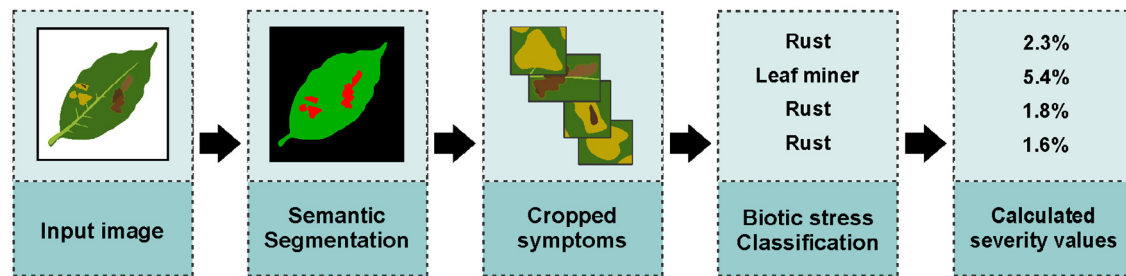 Input image
Semantic
Segmentation
Cropped
symptoms
Rust
Leaf miner
Rust
Rust
Biotic stress
Classification
2.3%
5.4%
1.8%
1.6%
Calculated
severity values